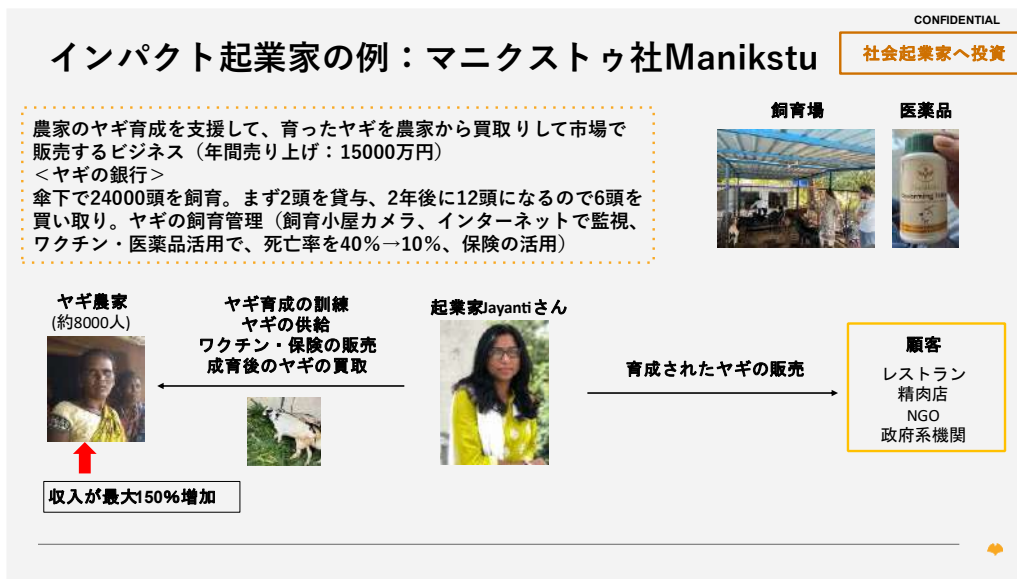 CONFIDENTIAL
インパクト起業家の例：マニクストゥ社Manikstu
社会起業家へ投資
農家のヤギ育成を支援して、育ったヤギを農家から買取りして市場で
販売するビジネス（年間売り上げ：15000万円）
＜ヤギの銀行＞
傘下で24000頭を飼育。まず2頭を貸与、2年後に12頭になるので6頭を
買い取り。ヤギの飼育管理（飼育小屋カメラ、インターネットで監視、
ワクチン・医薬品活用で、死亡率を40%→10%、保険の活用）
飼育場
医薬品
ヤギ農家
(約8000人)
ヤギ育成の訓練
ヤギの供給
ワクチン・保険の販売
成育後のヤギの買取
起業家Jayantiさん
育成されたヤギの販売
顧客
レストラン
精肉店
NGO
政府系機関
収入が最大150%増加